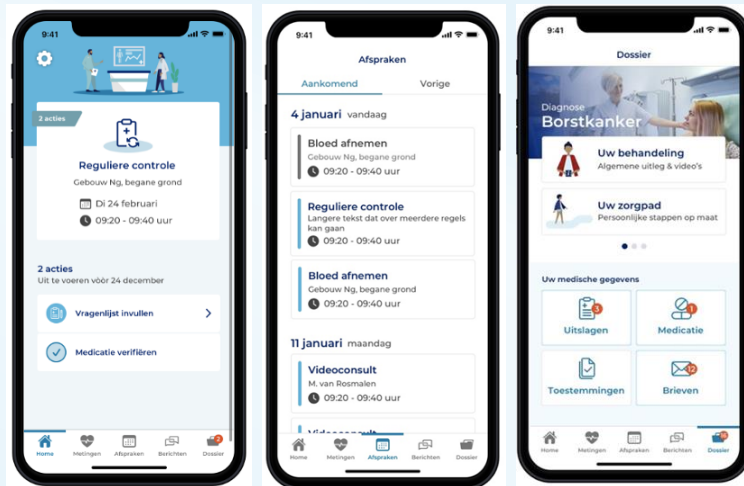 9:41
2 acties
Reguliere controle
Gebouw Ng, begane grond
Di 24 februari
09:20 - 09:40 uur
2 acties
Uit te voeren vóór 24 december
Vragenlijst invullen
Medicatie verifiëren
2
Home Metingen Afspraken Berichten Dossier
9:41
Afspraken
Aankomend Vorige
4 januari vandaag
Bloed afnemen
Gebouw Ng, begane grond
09:20 - 09:40 uur
Reguliere controle
Langere tekst dat over meerdere regels
kan gaan
09:20 - 09:40 uur
Bloed afnemen
Gebouw Ng, begane grond
09:20 - 09:40 uur
11 januari maandag
Videoconsult
M. van Rosmalen
09:20 - 09:40 uur
Videoconsult
Home Metingen Afspraken Berichten Dossier
9:41
Dossier
Diagnose
Borstkanker
Uw behandeling
Algemene uitleg & video's
Uw zorgpad
Persoonlijke stappen op maat
Uw medische gegevens
3
Uitslagen
1
Medicatie
Toestemmingen
12
Brieven
Home Metingen Afspraken Berichten Dossier